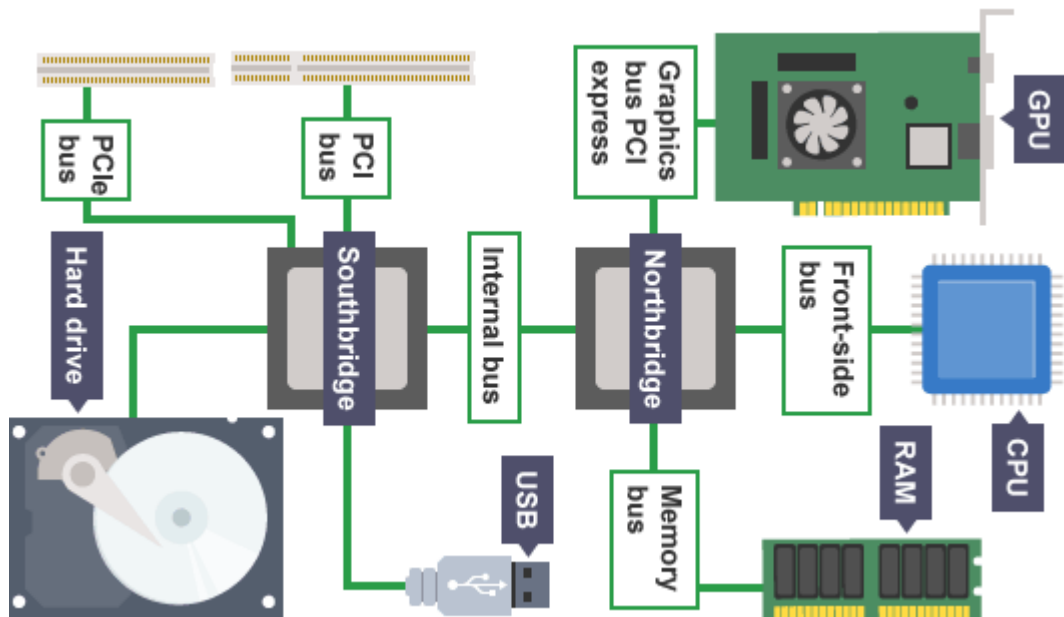 GPU
Graphics
bus PCI
express
CPU
Front-side
bus
Northbridge
RAM
Memory
bus
Internal bus
PCI
bus
PCIe
bus
Southbridge
Hard drive
USB